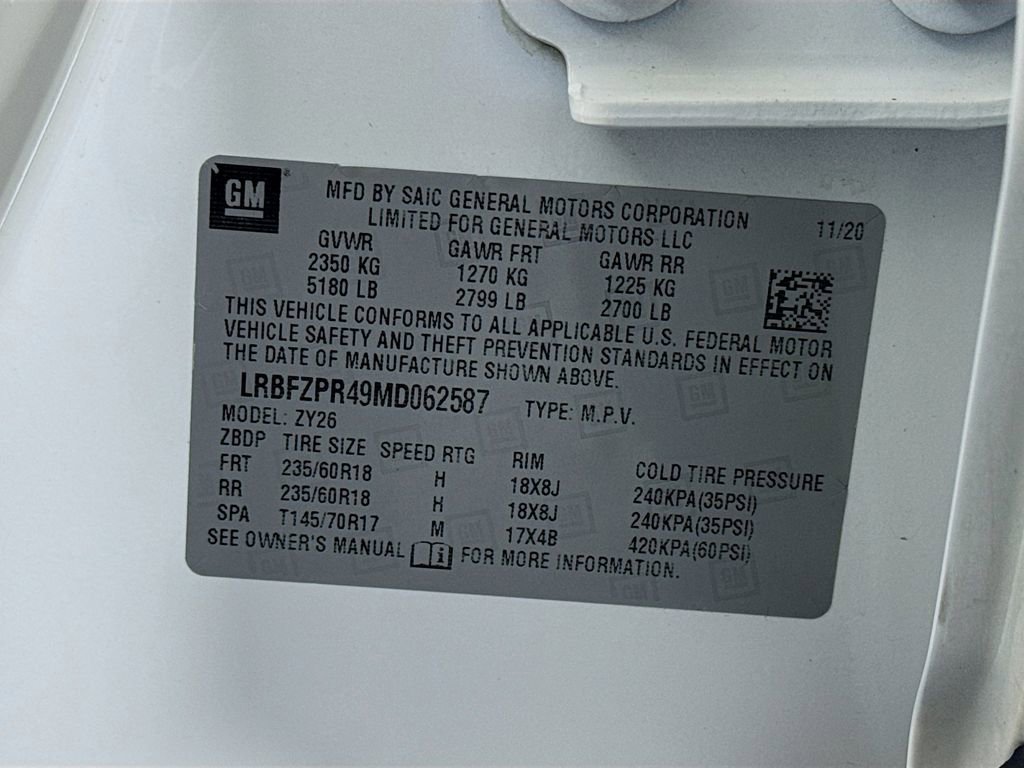 GM
MFD BY SAIC GENERAL MOTORS CORPORATION
LIMITED FOR GENERAL MOTORS LLC
11/20
GVWR GAWR FRT GAWR RR
2350 KG 1270 KG 1225 KG
5180 LB 2799 LB 2700 LB
THIS VEHICLE CONFORMS TO ALL APPLICABLE U.S. FEDERAL MOTOR
VEHICLE SAFETY AND THEFT PREVENTION STANDARDS IN EFFECT ON
THE DATE OF MANUFACTURE SHOWN ABOVE.
LRBFZPR49MD062587 TYPE: M.P.V.
MODEL: ZY26
ZBDP TIRE SIZE SPEED RTG RIM COLD TIRE PRESSURE
FRT 235/60R18 H 18X8J 240KPA(35PSI)
RR 235/60R18 H 18X8J 240KPA(35PSI)
SPA T145/70R17 M 17X4B 420KPA(60PSI)
SEE OWNER'S MANUAL FOR MORE INFORMATION.